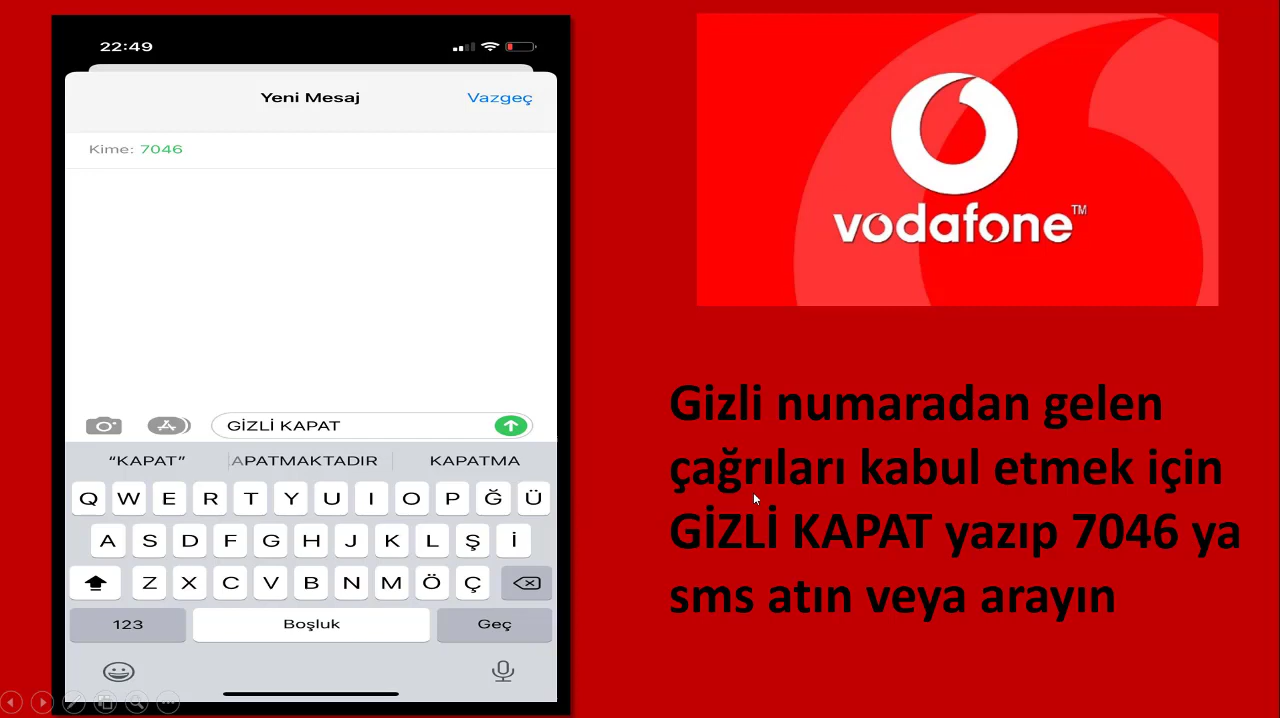 22:49
Yeni Mesaj
Vazgeç
Kime: 7046
GİZLİ KAPAT
“KAPAT” APATMAKTADIR KAPATMA
Q W E R T Y U I O P Ğ Ü
A S D F G H J K L Ş İ
Z X C V B N M Ö Ç
123 Boşluk Geç
vodafone™
Gizli numaradan gelen
çağrıları kabul etmek için
GİZLİ KAPAT yazıp 7046 ya
sms atın veya arayın